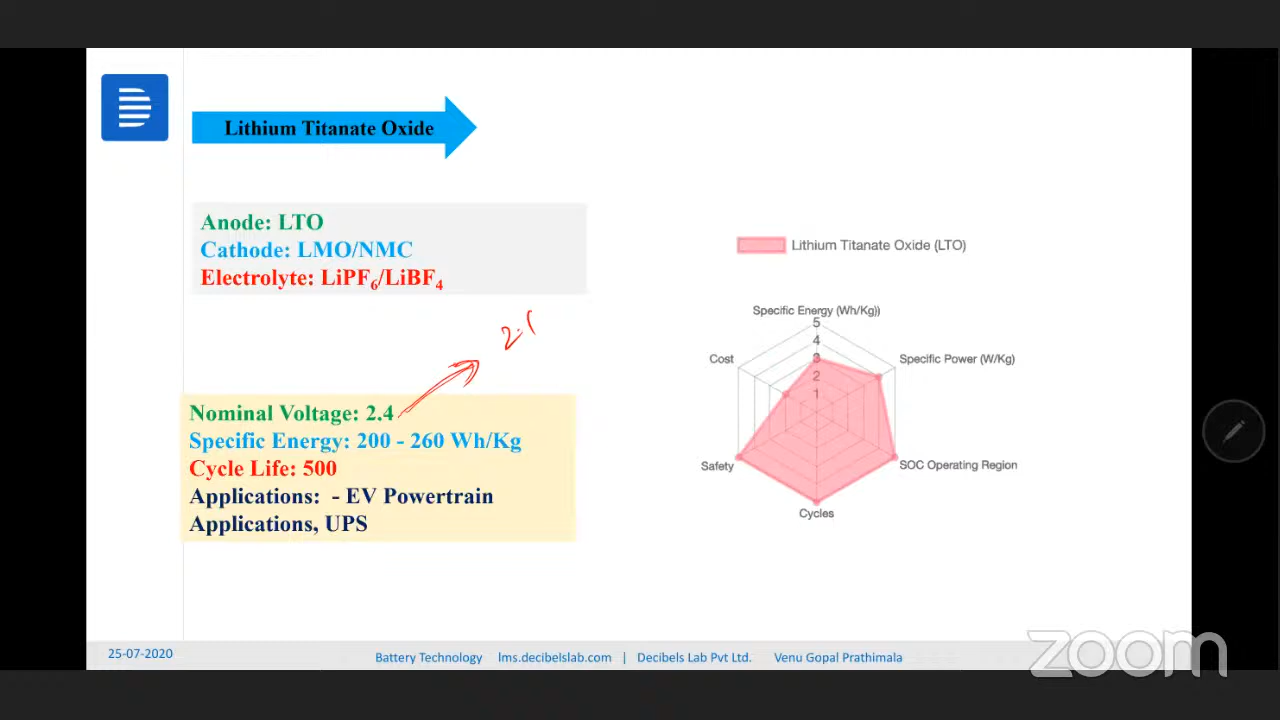 Lithium Titanate Oxide
Anode: LTO
Cathode: LMO/NMC
Electrolyte: LiPF₆/LiBF₄
Nominal Voltage: 2.4
Specific Energy: 200 - 260 Wh/Kg
Cycle Life: 500
Applications: - EV Powertrain
Applications, UPS
Lithium Titanate Oxide (LTO)
Specific Energy (Wh/Kg))
5
4
3
2
1
Cost
Specific Power (W/Kg)
Safety
SOC Operating Region
Cycles
25-07-2020
Battery Technology lms.decibelslab.com | Decibels Lab Pvt Ltd. Venu Gopal Prathimala
zoom